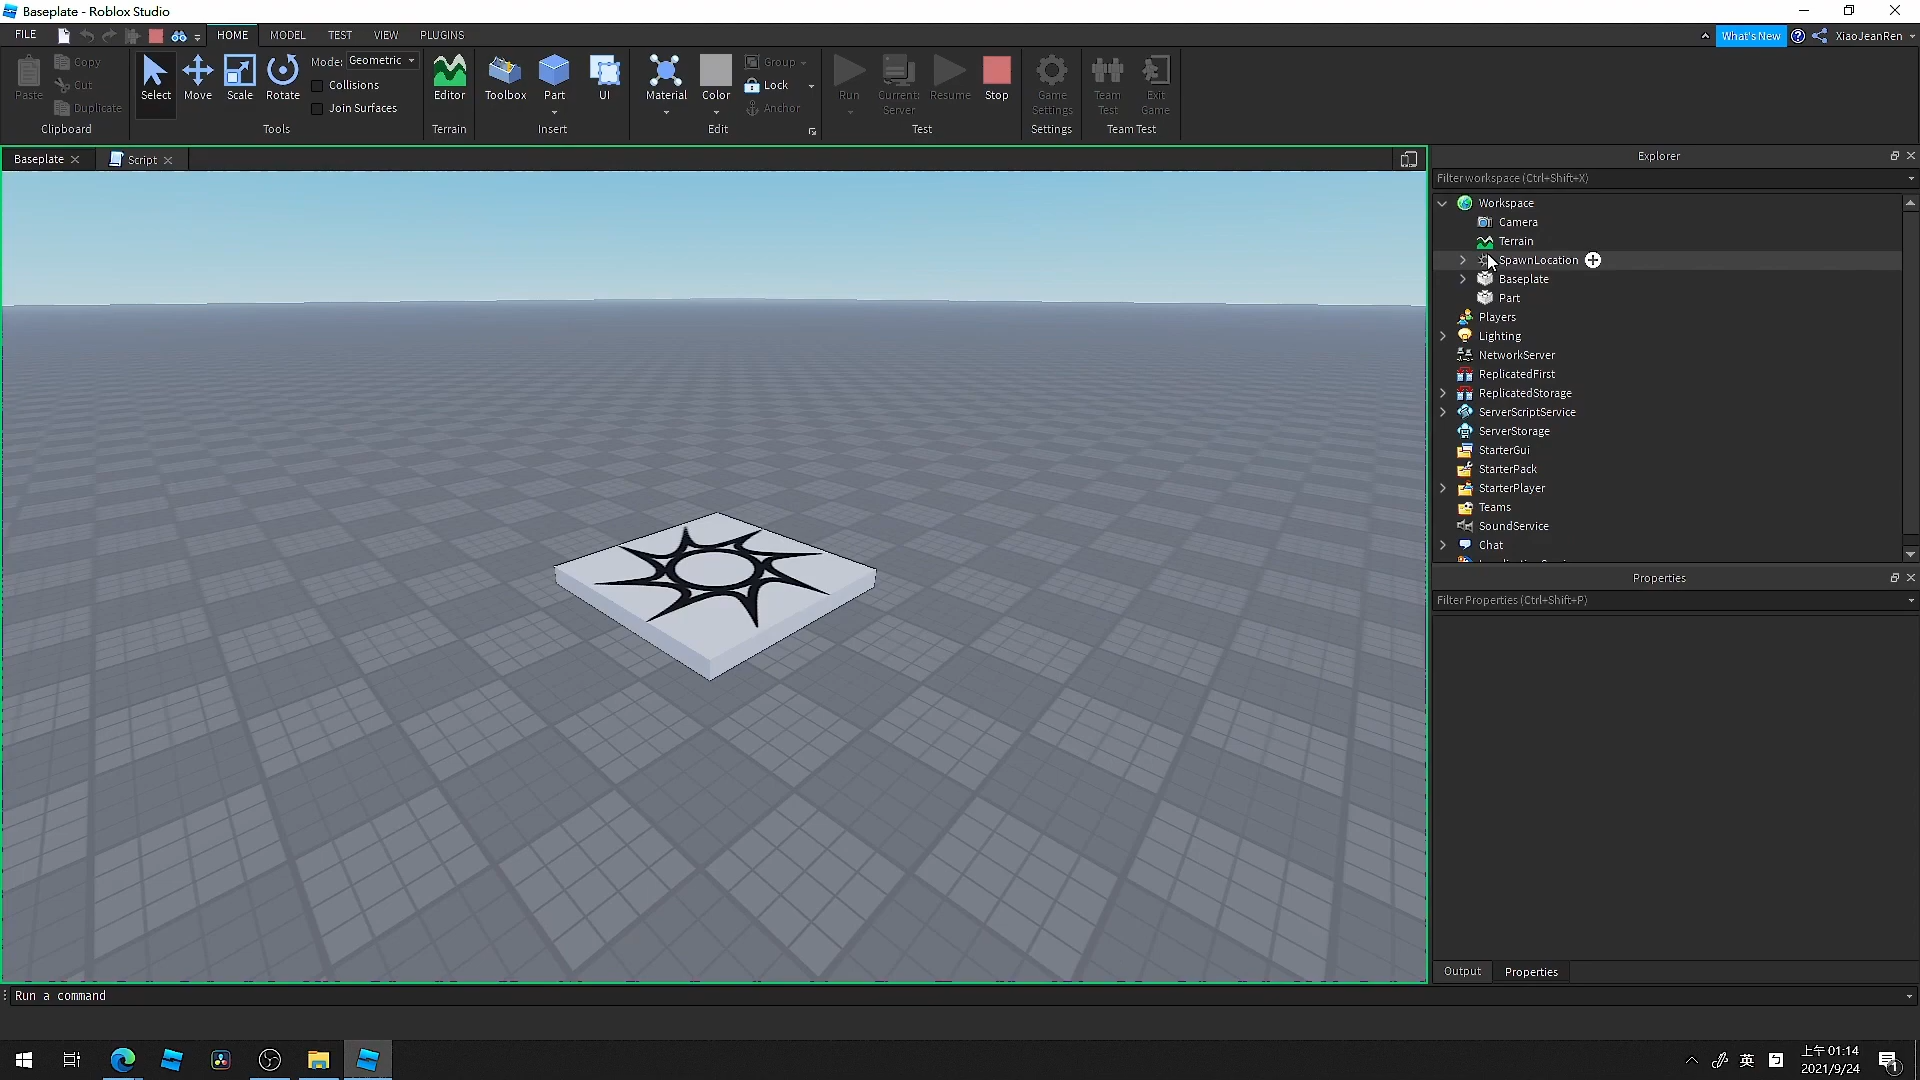 Baseplate - Roblox Studio
FILE
HOME
MODEL
TEST
VIEW
PLUGINS
What's New
XiaoJeanRen
Paste
Copy
Cut
Duplicate
Clipboard
Select
Move
Scale
Rotate
Mode: Geometric
Collisions
Join Surfaces
Tools
Editor
Terrain
Toolbox
Part
UI
Insert
Material
Color
Group
Lock
Anchor
Edit
Run
Current:
Server
Resume
Stop
Test
Game
Settings
Settings
Team
Test
Exit
Game
Team Test
Baseplate
Script
Explorer
Filter workspace (Ctrl+Shift+X)
Workspace
Camera
Terrain
SpawnLocation
Baseplate
Part
Players
Lighting
NetworkServer
ReplicatedFirst
ReplicatedStorage
ServerScriptService
ServerStorage
StarterGui
StarterPack
StarterPlayer
Teams
SoundService
Chat
Properties
Filter Properties (Ctrl+Shift+P)
Output
Properties
Run a command
英
ㄅ
上午 01:14
2021/9/24
1